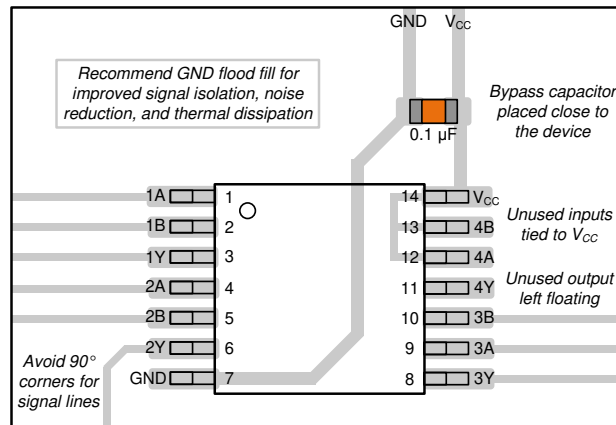 GND VCC
Recommend GND flood fill for
improved signal isolation, noise
reduction, and thermal dissipation
Bypass capacitor
placed close to
the device
0.1 µF
1A 1 14 VCC
1B 2 13 4B
1Y 3 12 4A
2A 4 11 4Y
2B 5 10 3B
2Y 6 9 3A
GND 7 8 3Y
Unused inputs
tied to VCC
Unused output
left floating
Avoid 90°
corners for
signal lines